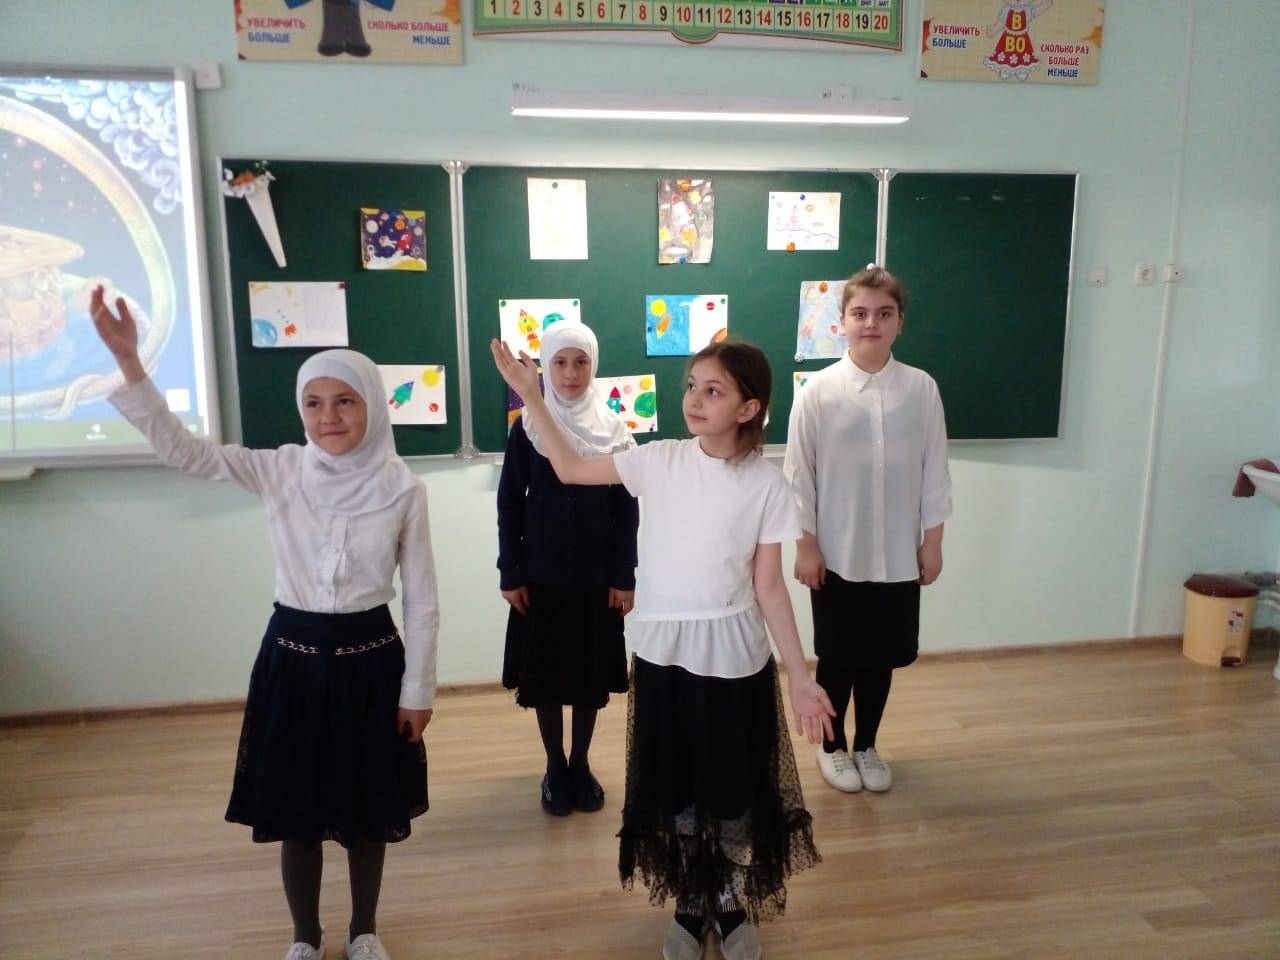 УВЕЛИЧИТЬ
БОЛЬШЕ
СКОЛЬКО БОЛЬШЕ
МЕНЬШЕ
1 2 3 4 5 6 7 8 9 10 11 12 13 14 15 16 17 18 19 20
УВЕЛИЧИТЬ
БОЛЬШЕ
В
ВО
СКОЛЬКО РАЗ
БОЛЬШЕ
МЕНЬШЕ